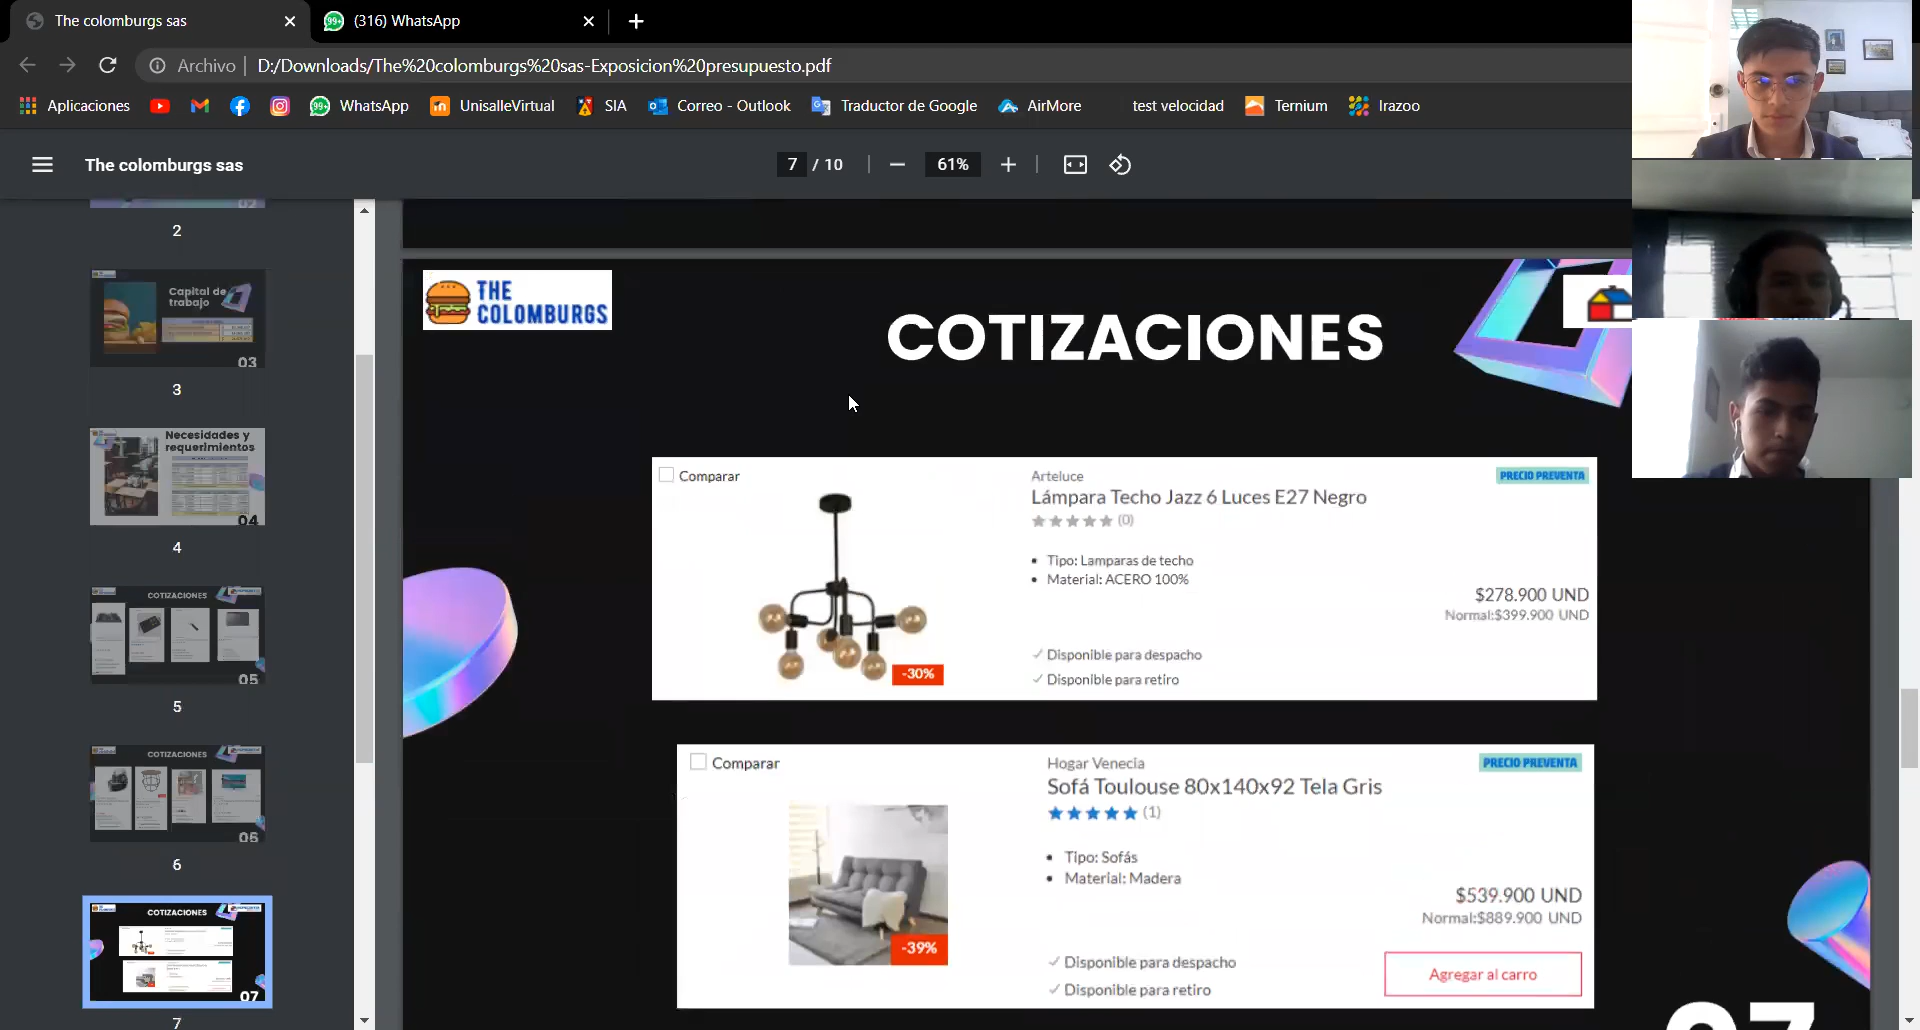 The colomburgs sas
(316) WhatsApp
Archivo
D:/Downloads/The%20colomburgs%20sas-Exposicion%20presupuesto.pdf
Aplicaciones
99+
WhatsApp
UnisalleVirtual
SIA
Correo - Outlook
Traductor de Google
AirMore
test velocidad
Ternium
Irazoo
The colomburgs sas
7 / 10
61%
02
2
Capital de
trabajo
03
3
Necesidades y
requerimientos
04
4
COTIZACIONES
05
5
COTIZACIONES
06
6
COTIZACIONES
07
7
THE
COLOMBURGS
COTIZACIONES
Comparar
Arteluce
PRECIO PREVENTA
Lámpara Techo Jazz 6 Luces E27 Negro
(0)
• Tipo: Lamparas de techo
• Material: ACERO 100%
$278.900 UND
Normal:$399.900 UND
Disponible para despacho
Disponible para retiro
-30%
Comparar
Hogar Venecia
PRECIO PREVENTA
Sofá Toulouse 80x140x92 Tela Gris
(1)
• Tipo: Sofás
• Material: Madera
$539.900 UND
Normal:$889.900 UND
-39%
Disponible para despacho
Disponible para retiro
Agregar al carro
07